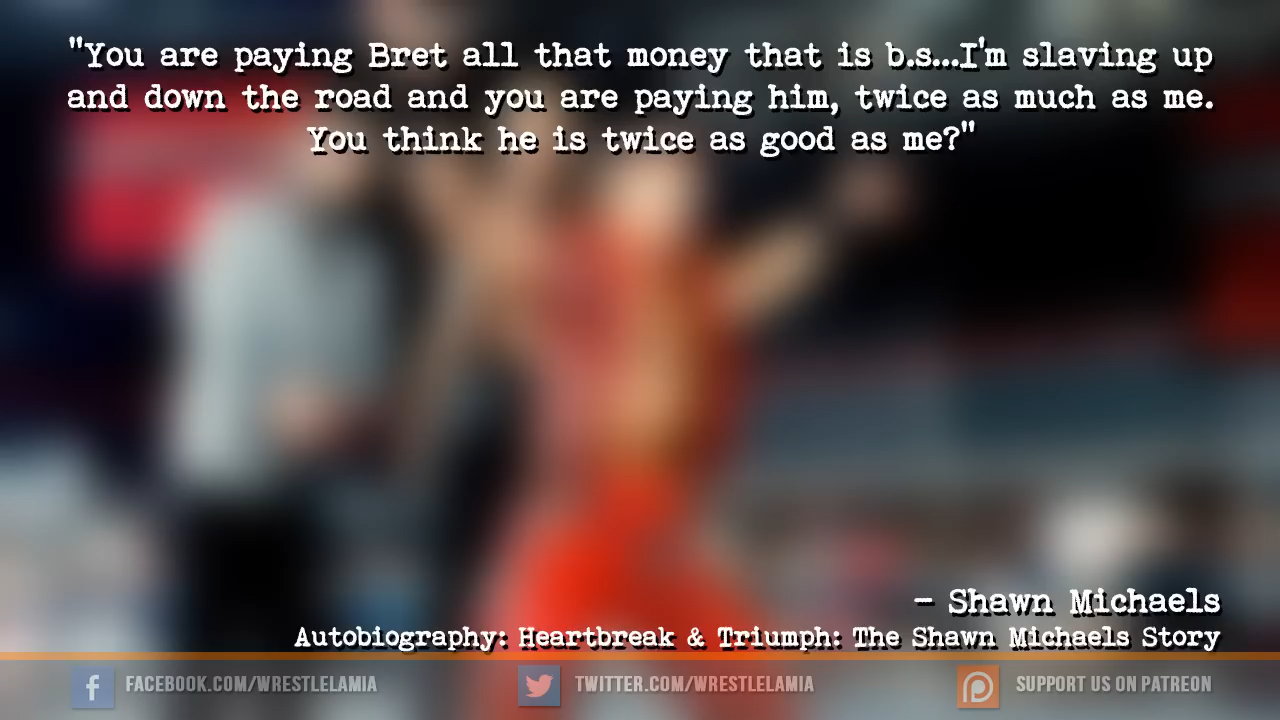 "You are paying Bret all that money that is b.s...I'm slaving up
and down the road and you are paying him, twice as much as me.
You think he is twice as good as me?"
- Shawn Michaels
Autobiography: Heartbreak & Triumph: The Shawn Michaels Story
FACEBOOK.COM/WRESTLELAMIA
TWITTER.COM/WRESTLELAMIA
SUPPORT US ON PATREON